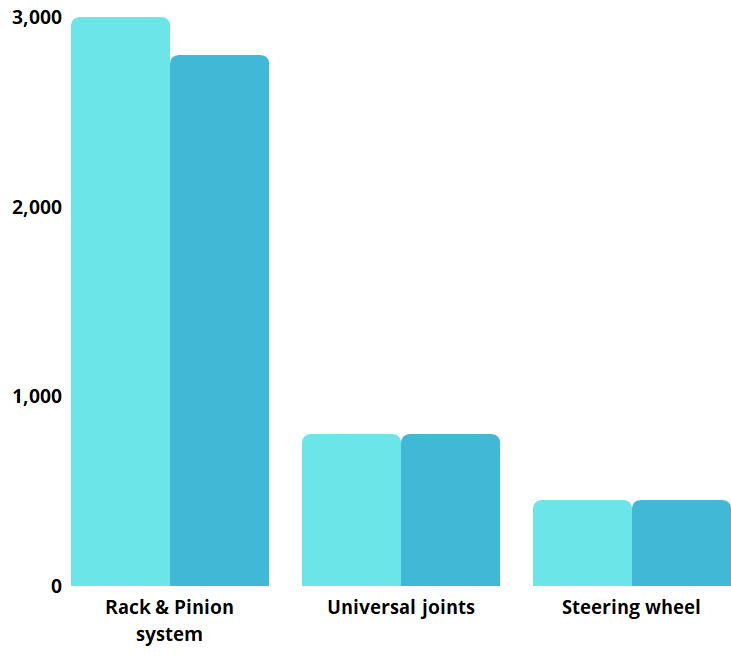 3,000
2,000
1,000
0
Rack & Pinion
system
Universal joints
Steering wheel